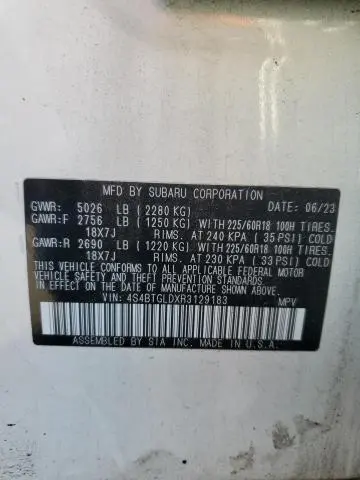 MFD BY SUBARU CORPORATION
GVWR: 5026 LB (2280 KG) DATE: 06/23
GAWR:F 2756 LB (1250 KG) WITH 225/60R18 100H TIRES,
18X7J RIMS, AT 240 KPA (35 PSI) COLD
GAWR:R 2690 LB (1220 KG) WITH 225/60R18 100H TIRES,
18X7J RIMS, AT 230 KPA (33 PSI) COLD
THIS VEHICLE CONFORMS TO ALL APPLICABLE FEDERAL MOTOR
VEHICLE SAFETY AND THEFT PREVENTION STANDARDS IN EFFECT
ON THE DATE OF MANUFACTURE SHOWN ABOVE.
VIN: 4S4BTGLDXR3129183 MPV
ASSEMBLED BY SIA INC. MADE IN U.S.A.